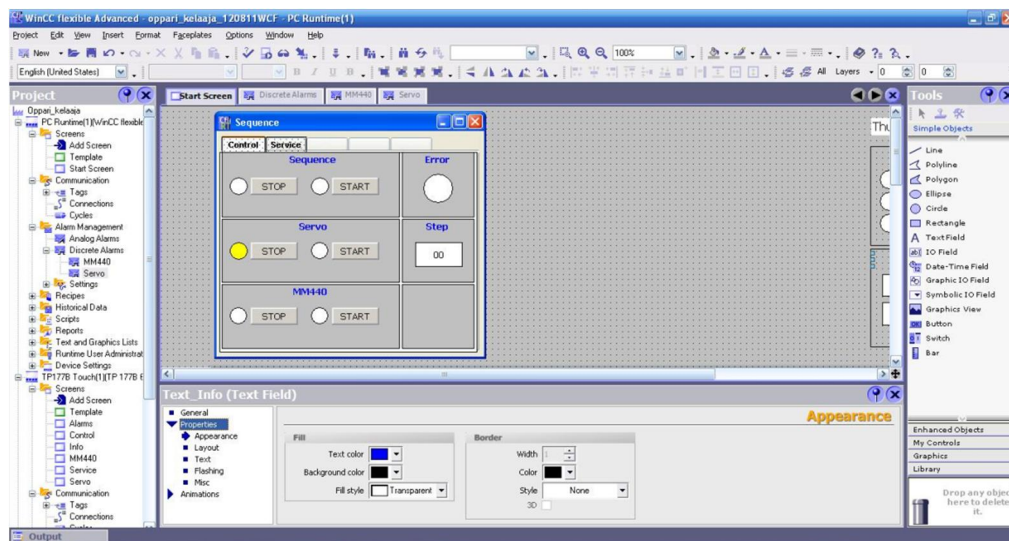 WinCC flexible Advanced - oppari_kelaaja_120811WCF - PC Runtime(1)
Project Edit View Insert Format Faceplates Options Window Help
New 100%
English (United States) B I U All Layers 0 0
Project
Oppari_kelaaja
PC Runtime(1)(WinCC flexible
Screens
Add Screen
Template
Start Screen
Communication
Tags
Connections
Cycles
Alarm Management
Analog Alarms
Discrete Alarms
MM440
Servo
Settings
Recipes
Historical Data
Scripts
Reports
Text and Graphics Lists
Runtime User Administrat
Device Settings
TP177B Touch(1)(TP 177B
Screens
Add Screen
Template
Alarms
Control
Info
MM440
Service
Servo
Communication
Tags
Connections
Start Screen Discrete Alarms MM440 Servo
Sequence
Control Service
Sequence Error
STOP START
Servo Step
STOP START 00
MM440
STOP START
Thu
Text_Info (Text Field)
General
Properties
Appearance
Layout
Text
Flashing
Misc
Animations
Appearance
Fill
Text color
Background color
Fill style Transparent
Border
Width 1
Color
Style None
3D
Tools
Simple Objects
Line
Polyline
Polygon
Ellipse
Circle
Rectangle
TextField
IO Field
Date-Time Field
Graphic IO Field
Symbolic IO Field
Graphics View
Button
Switch
Bar
Enhanced Objects
My Controls
Graphics
Library
Drop any objec
here to delete
it.
Output